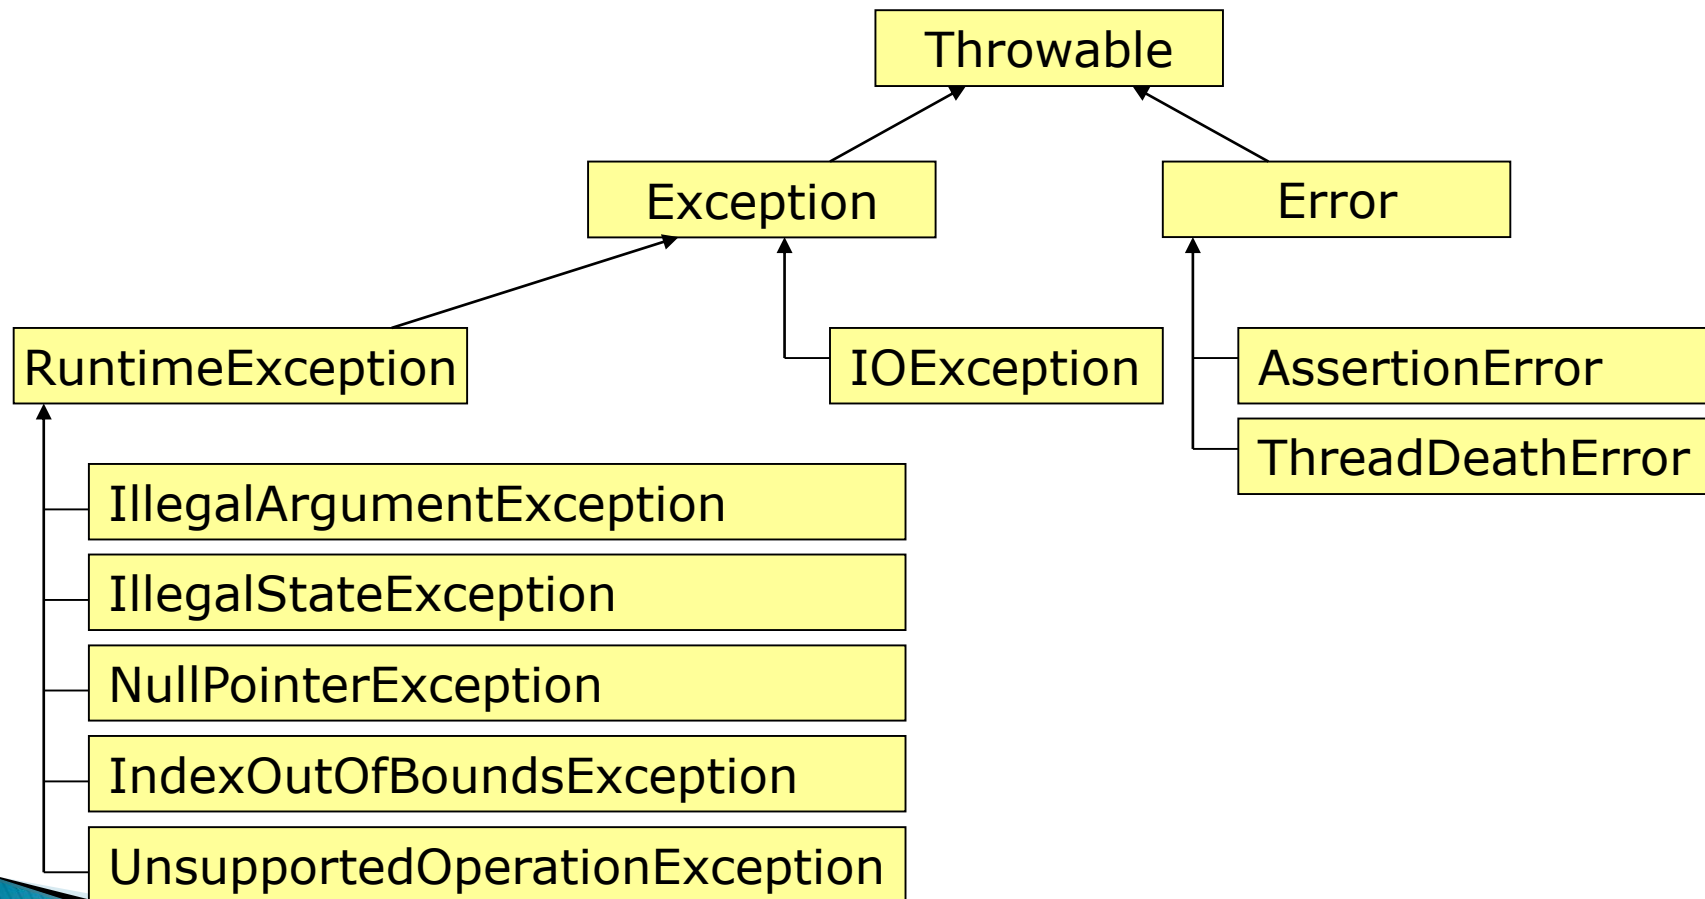 Throwable
Exception
Error
RuntimeException
IOException
AssertionError
ThreadDeathError
IllegalArgumentException
IllegalStateException
NullPointerException
IndexOutOfBoundsException
UnsupportedOperationException